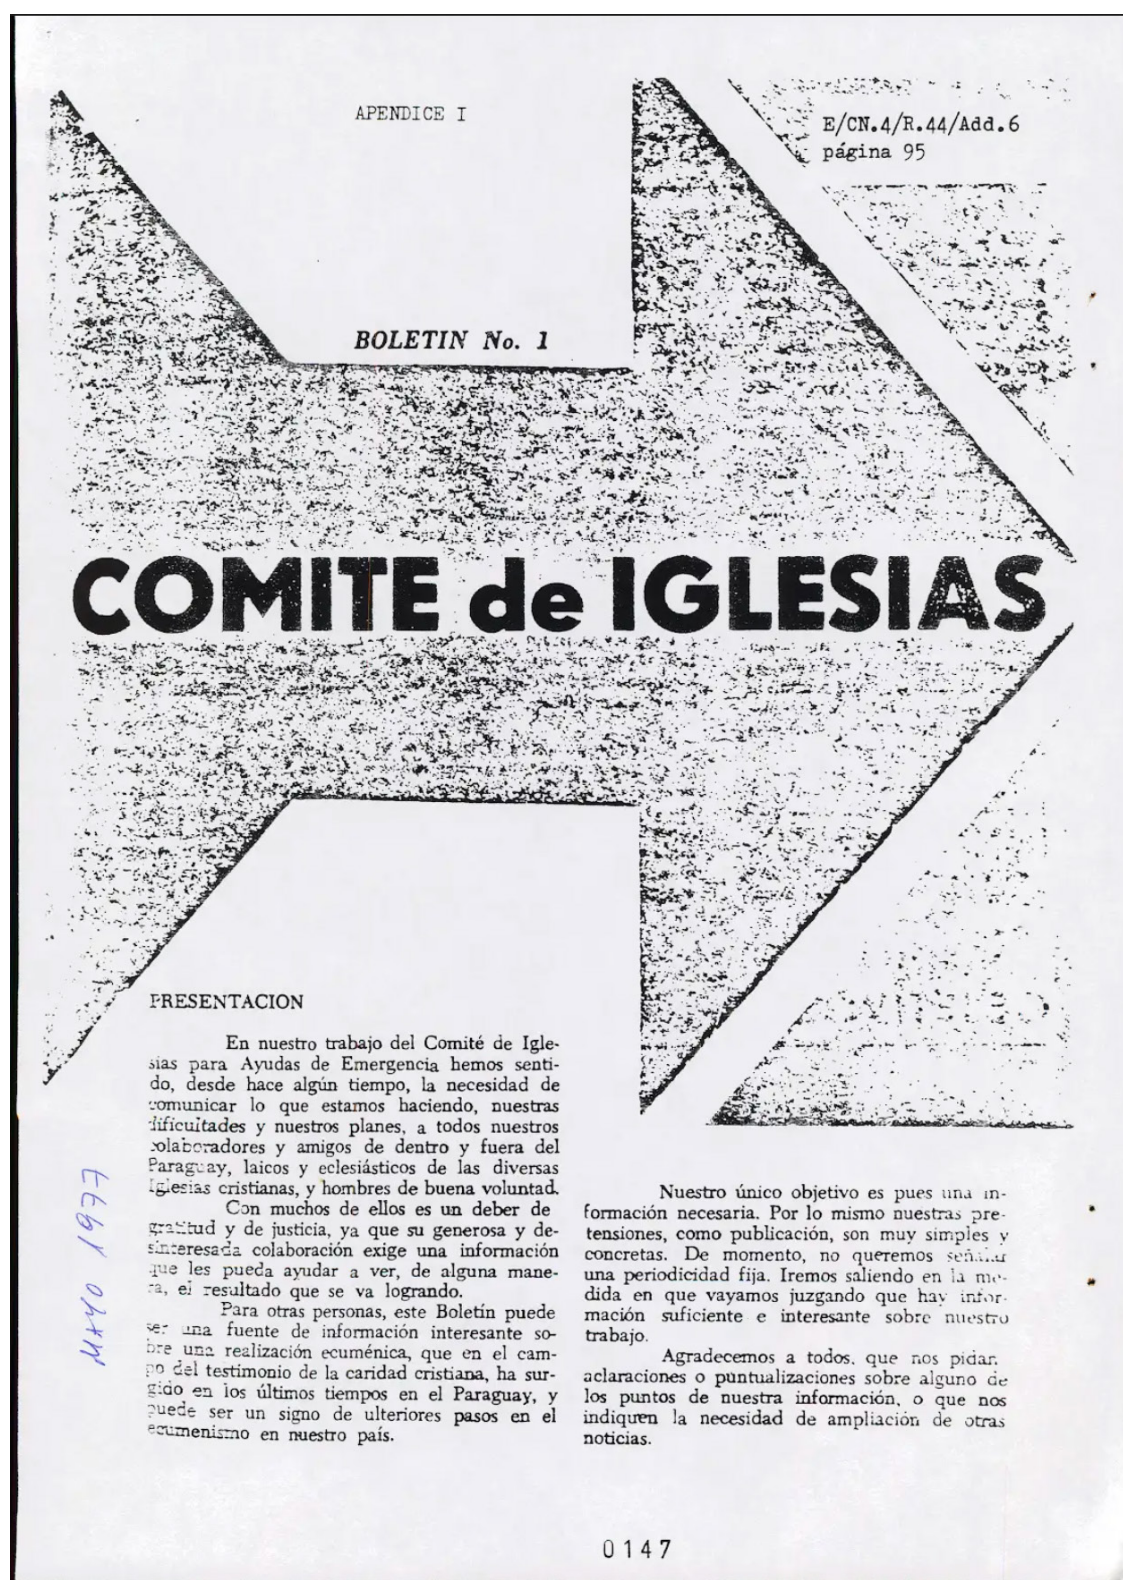 APENDICE I
E/CN.4/R.44/Add.6
página 95
BOLETIN No. 1
COMITE de IGLESIAS
PRESENTACION
En nuestro trabajo del Comité de Igle-
sias para Ayudas de Emergencia hemos senti-
do, desde hace algún tiempo, la necesidad de
comunicar lo que estamos haciendo, nuestras
dificultades y nuestros planes, a todos nuestros
colaboradores y amigos de dentro y fuera del
Paraguay, laicos y eclesiásticos de las diversas
Iglesias cristianas, y hombres de buena voluntad.
Con muchos de ellos es un deber de
gratitud y de justicia, ya que su generosa y de-
sinteresada colaboración exige una información
que les pueda ayudar a ver, de alguna mane-
ra, el resultado que se va logrando.
Para otras personas, este Boletín puede
ser una fuente de información interesante so-
bre una realización ecuménica, que en el cam-
po del testimonio de la caridad cristiana, ha sur-
gido en los últimos tiempos en el Paraguay, y
puede ser un signo de ulteriores pasos en el
ecumenismo en nuestro país.
Nuestro único objetivo es pues una in-
formación necesaria. Por lo mismo nuestras pre-
tensiones, como publicación, son muy simples y
concretas. De momento, no queremos señalar
una periodicidad fija. Iremos saliendo en la me-
dida en que vayamos juzgando que hay infor-
mación suficiente e interesante sobre nuestro
trabajo.
Agradecemos a todos, que nos pidan
aclaraciones o puntualizaciones sobre alguno de
los puntos de nuestra información, o que nos
indiquen la necesidad de ampliación de otras
noticias.
MAYO 1977
0147